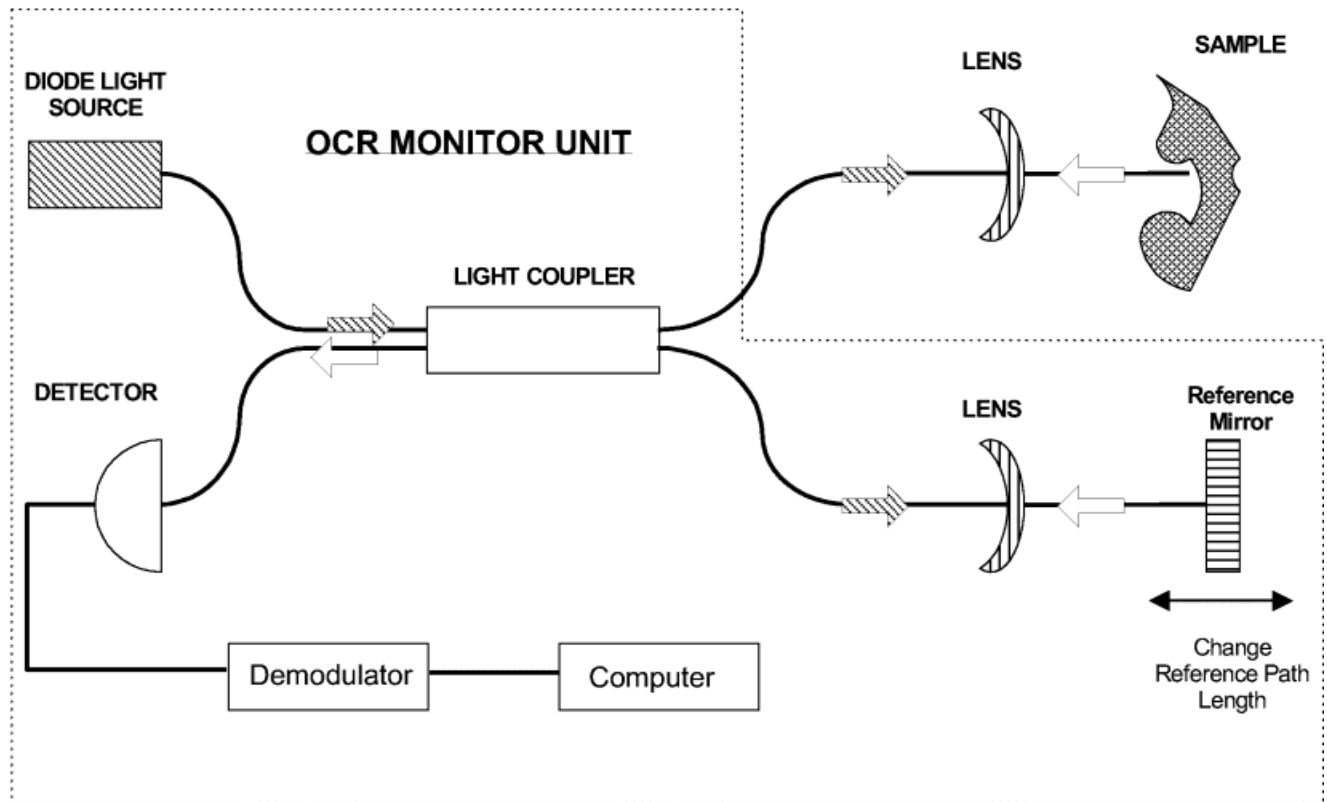 DIODE LIGHT
SOURCE
OCR MONITOR UNIT
LENS
SAMPLE
LIGHT COUPLER
DETECTOR
LENS
Reference
Mirror
Demodulator
Computer
Change
Reference Path
Length